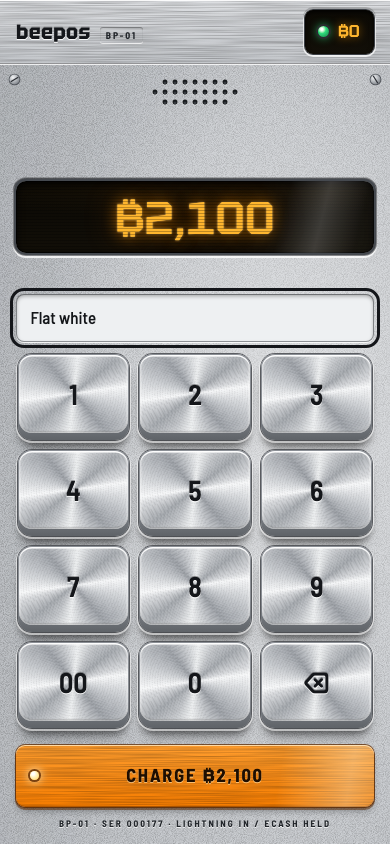 beepos BP-01 ₿0
₿2,100
Flat white
1 2 3
4 5 6
7 8 9
00 0
CHARGE ₿2,100
BP-01 · SER 000177 · LIGHTNING IN / ECASH HELD